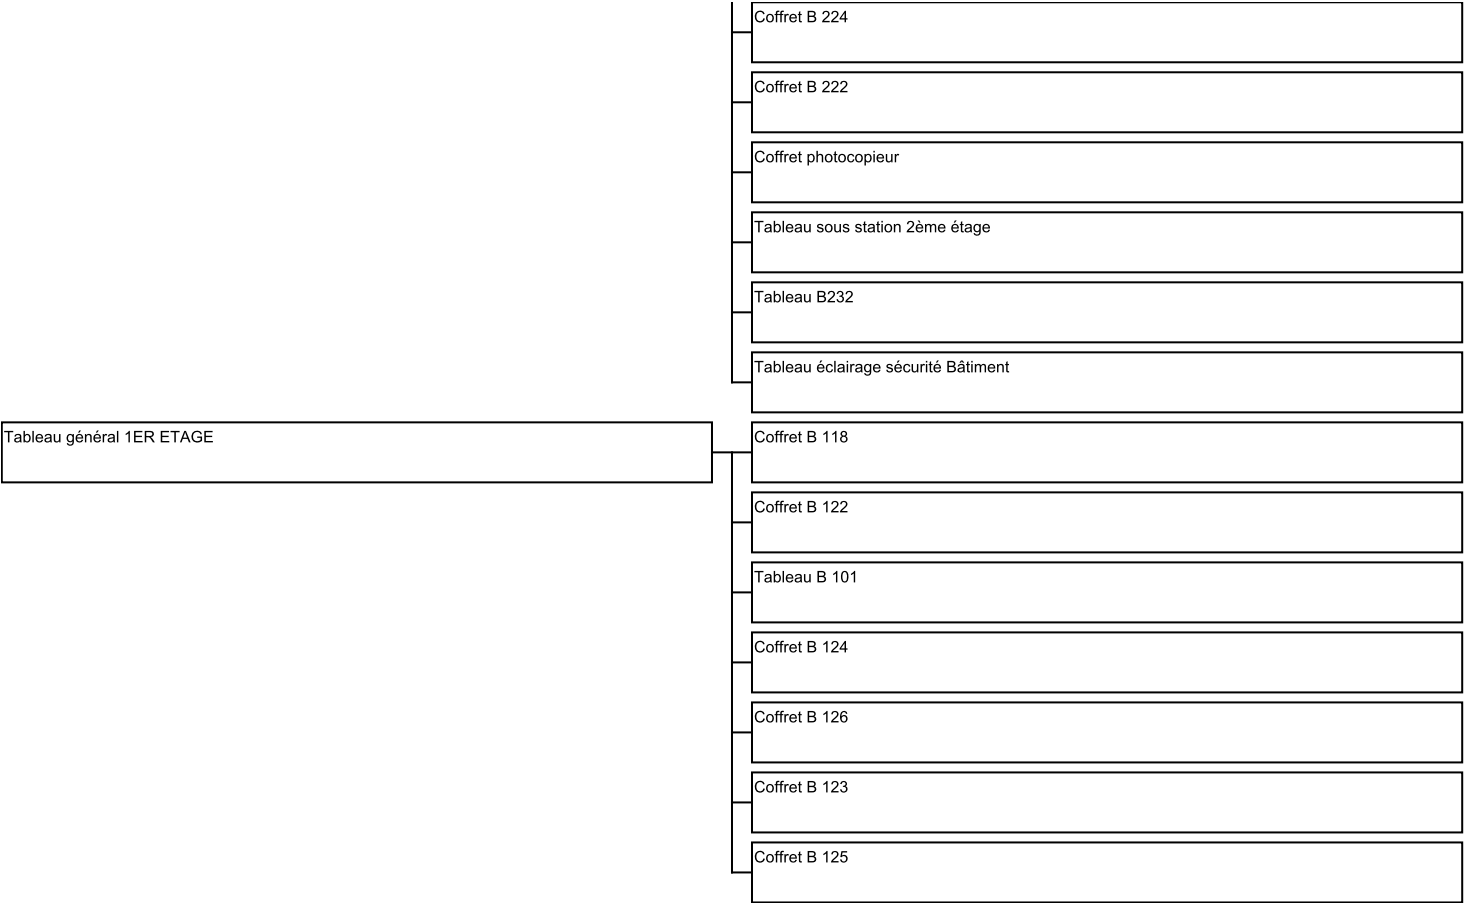 Coffret B 224
Coffret B 222
Coffret photocopieur
Tableau sous station 2ème étage
Tableau B232
Tableau éclairage sécurité Bâtiment
Tableau général 1ER ETAGE
Coffret B 118
Coffret B 122
Tableau B 101
Coffret B 124
Coffret B 126
Coffret B 123
Coffret B 125